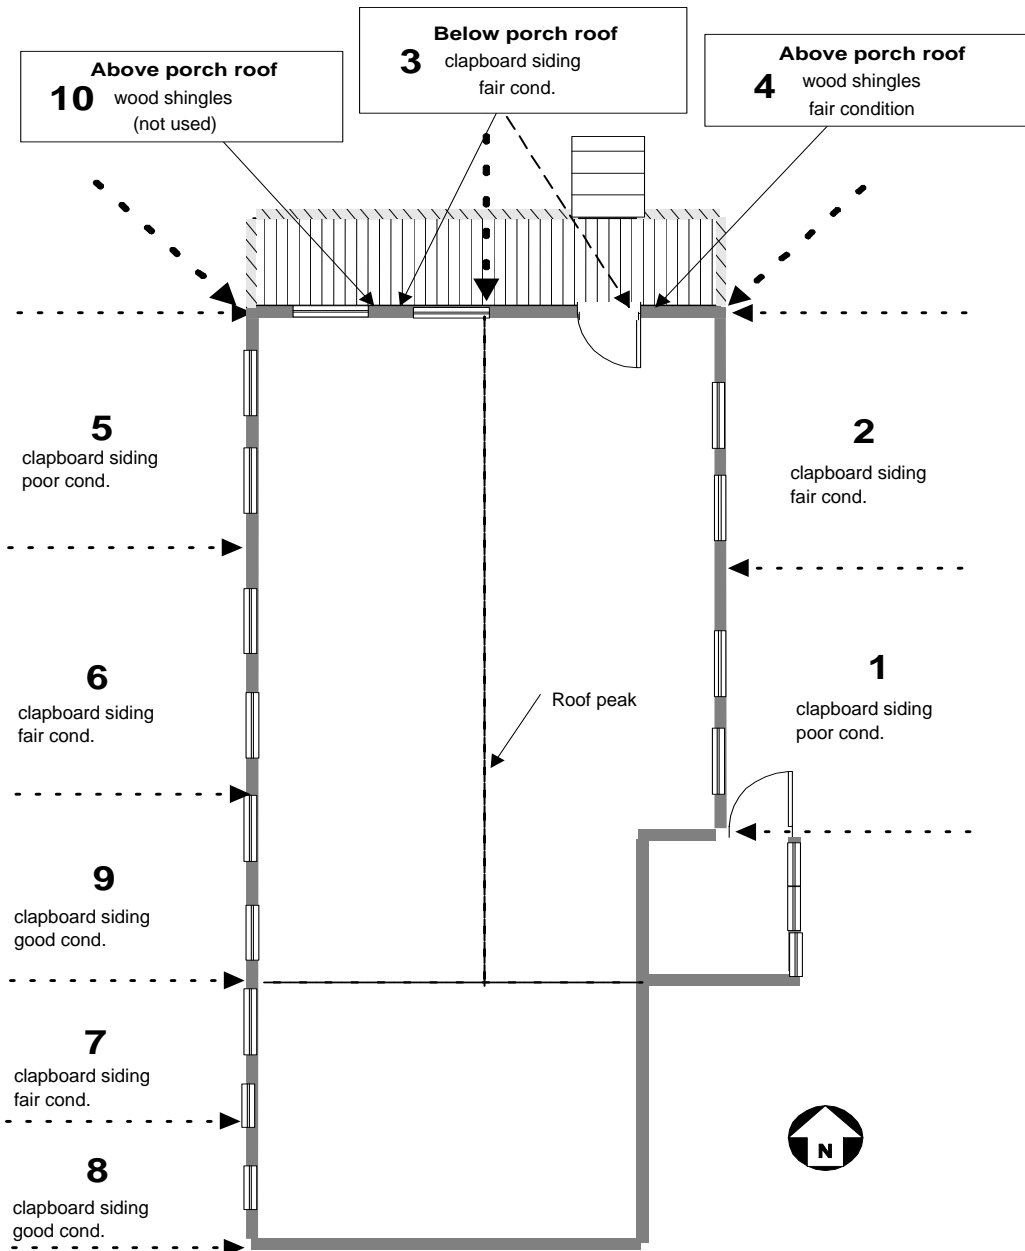 Below porch roof
3
clapboard siding
fair cond.
Above porch roof
10
wood shingles
(not used)
Above porch roof
4
wood shingles
fair condition
5
clapboard siding
poor cond.
2
clapboard siding
fair cond.
6
clapboard siding
fair cond.
1
clapboard siding
poor cond.
Roof peak
9
clapboard siding
good cond.
7
clapboard siding
fair cond.
N
8
clapboard siding
good cond.